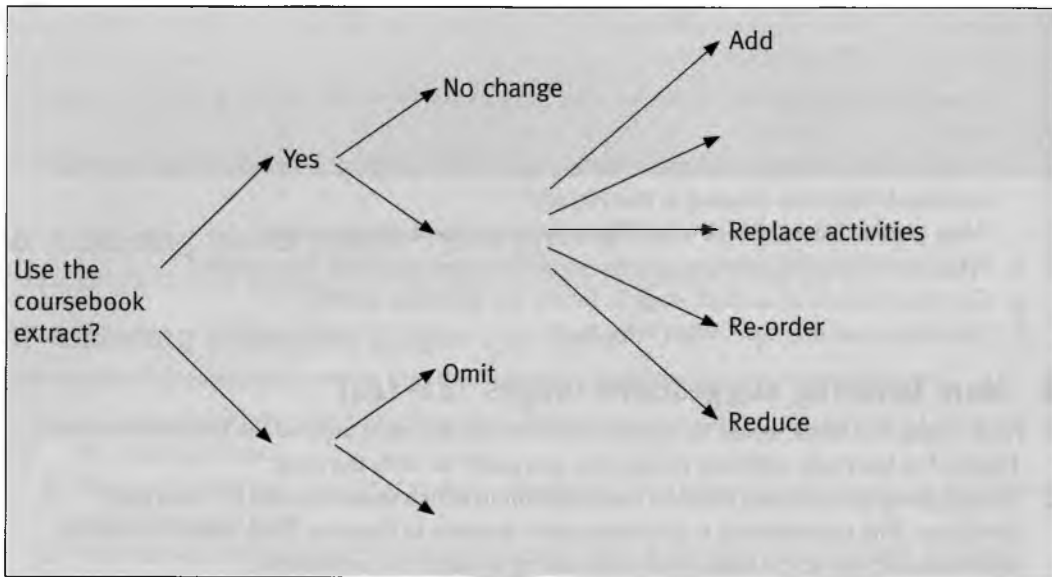 Add
No change
Yes
Replace activities
Use the
coursebook
extract?
Re-order
Omit
Reduce